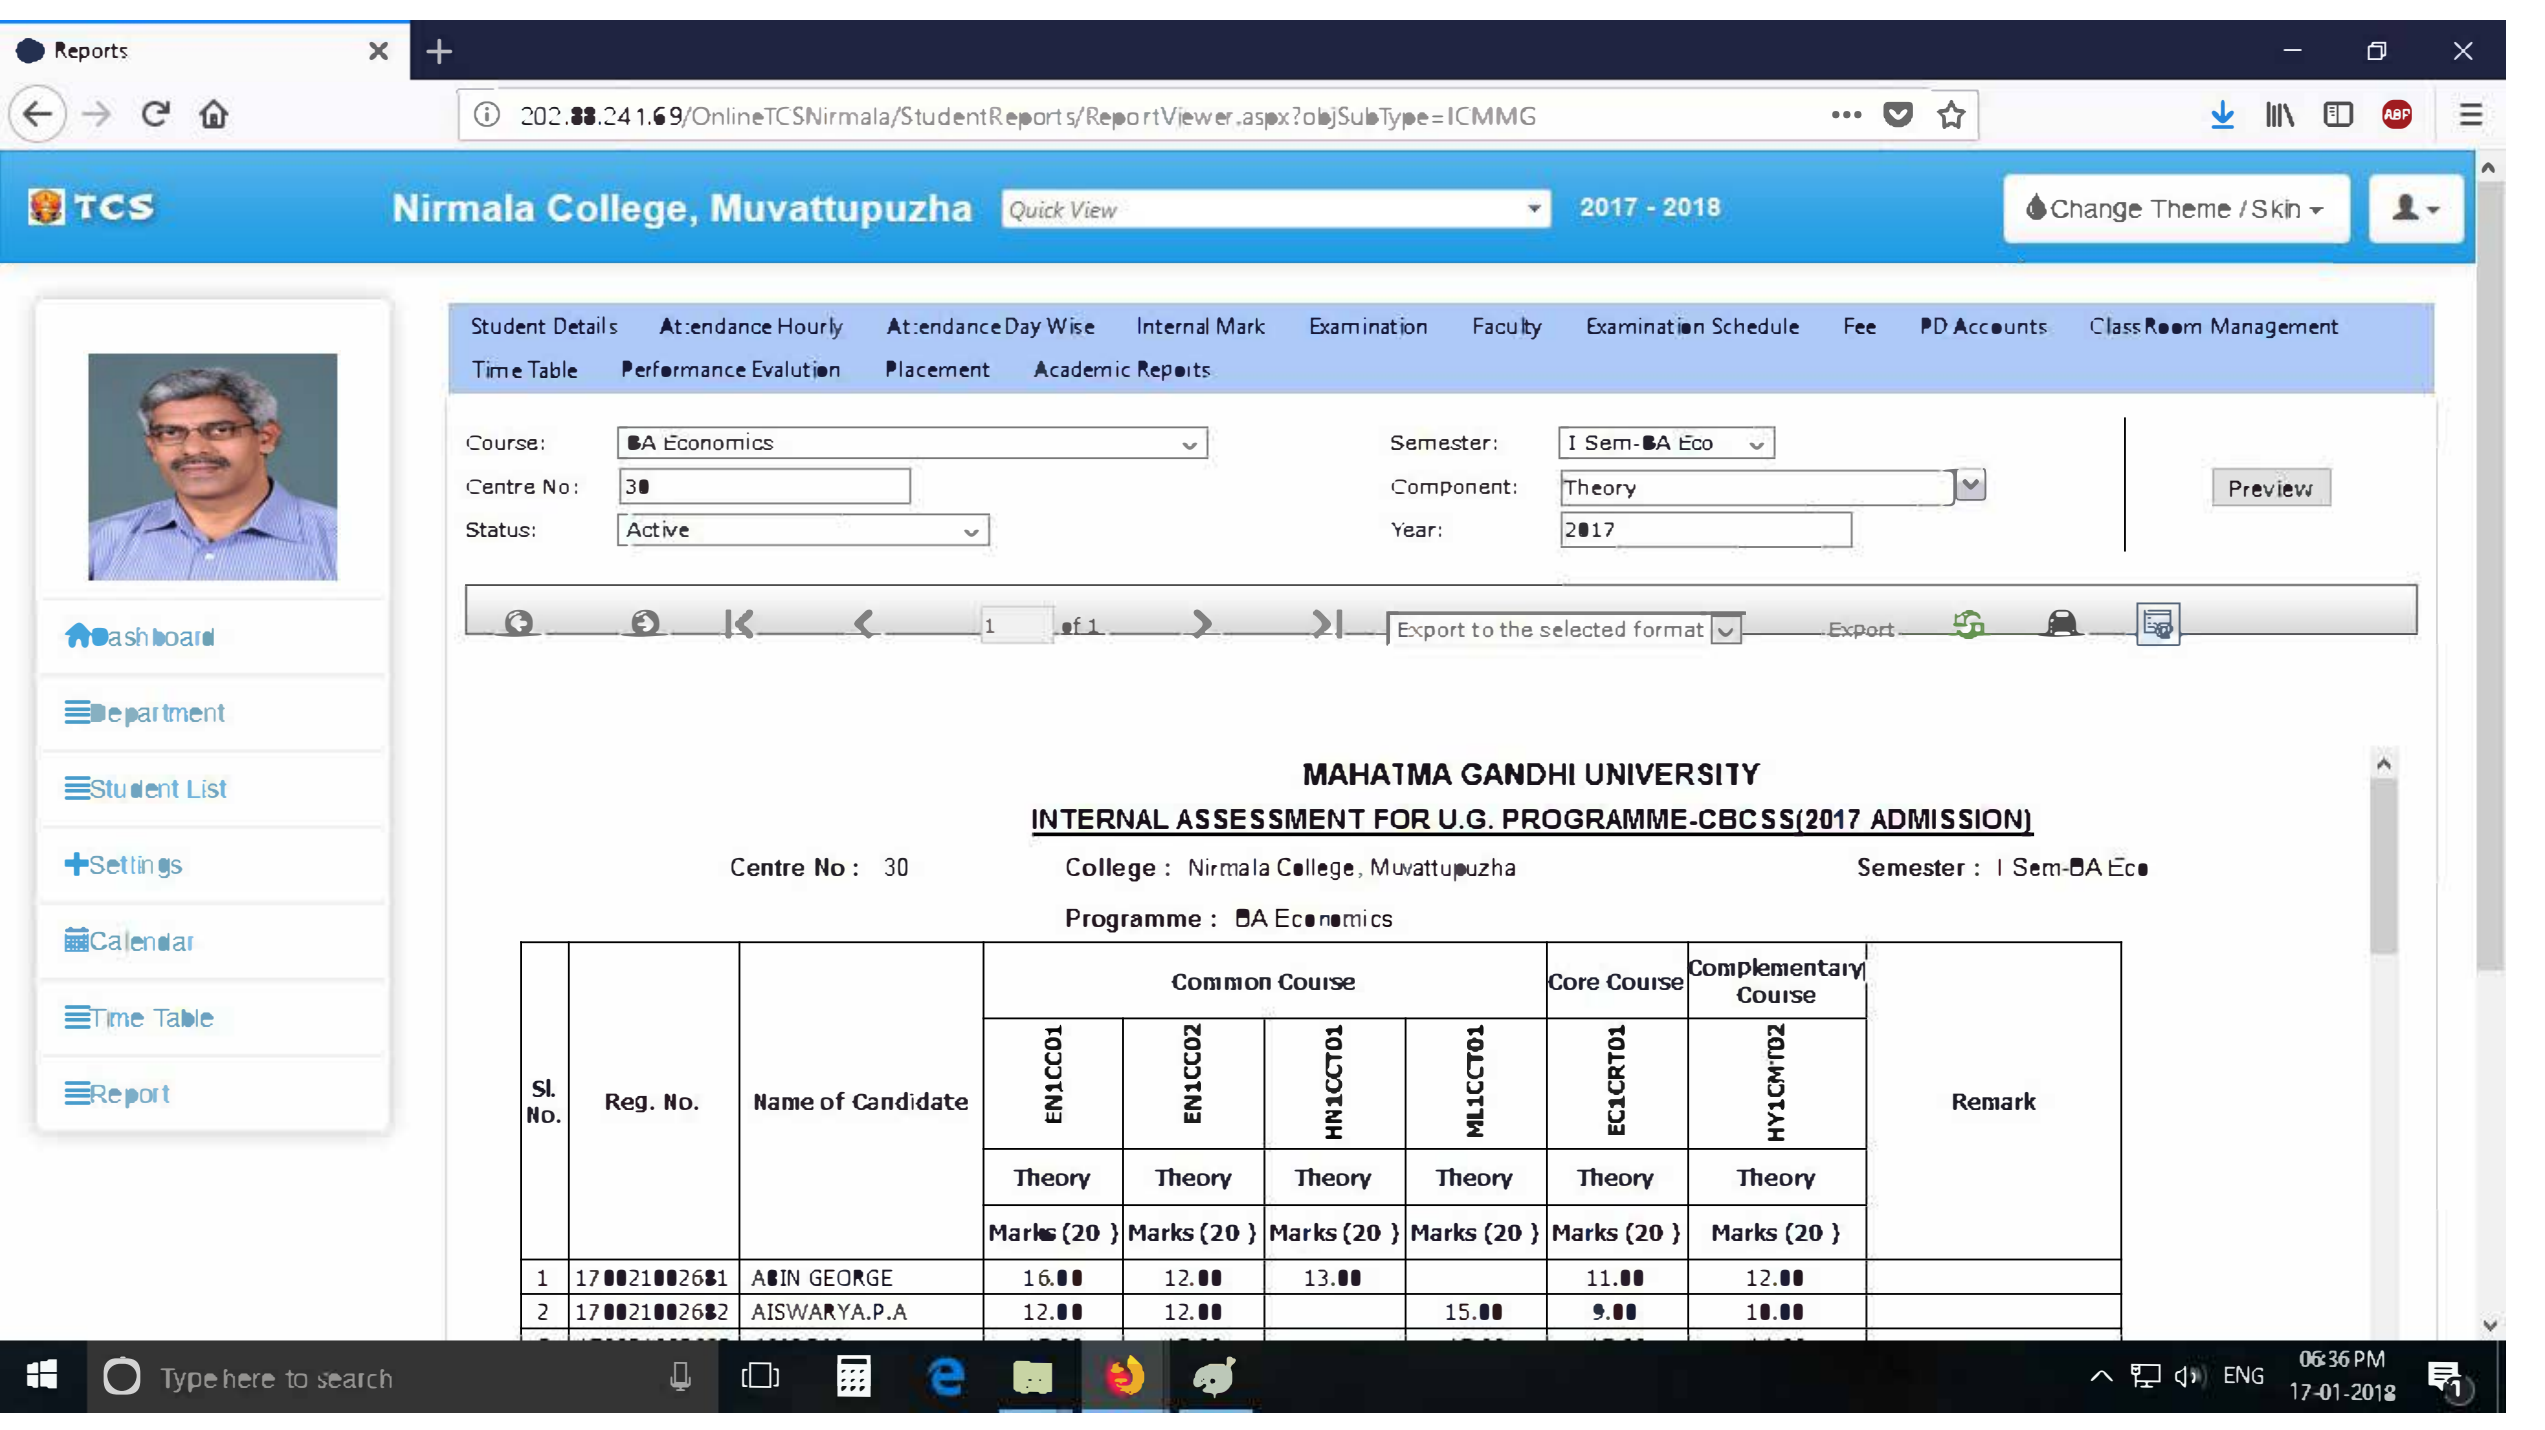 Reports
202.88.241.69/OnlineTCSNirmala/StudentReports/ReportViewer.aspx?objSubType=ICMMG
ABP
TCS
Nirmala College, Muvattupuzha
Quick View
2017 - 2018
Change Theme / Skin
Student Details Attendance Hourly Attendance Day Wise Internal Mark Examination Faculty Examination Schedule Fee PD Accounts Class Room Management
Time Table Performance Evalution Placement Academic Reports
Course: BA Economics Semester: I Sem-BA Eco
Centre No: 30 Component: Theory Preview
Status: Active Year: 2017
1 of 1 Export to the selected format Export
Dashboard
Department
Student List
Settings
Calendar
Time Table
Report
MAHATMA GANDHI UNIVERSITY
INTERNAL ASSESSMENT FOR U.G. PROGRAMME-CBCSS(2017 ADMISSION)
Centre No : 30 College : Nirmala College, Muvattupuzha Semester : I Sem-BA Eco
Programme : BA Economics
Sl. No. Reg. No. Name of Candidate Common Course Core Course Complementary Course Remark
EN1CC01 EN1CC02 HN1CCT01 ML1CCT01 EC1CRT01 HY1CMT02
Theory Theory Theory Theory Theory Theory
Marks (20 ) Marks (20 ) Marks (20 ) Marks (20 ) Marks (20 ) Marks (20 )
1 170021002681 ABIN GEORGE 16.00 12.00 13.00 11.00 12.00
2 170021002682 AISWARYA.P.A 12.00 12.00 15.00 9.00 10.00
Type here to search
ENG
06:36 PM
17-01-2018
1